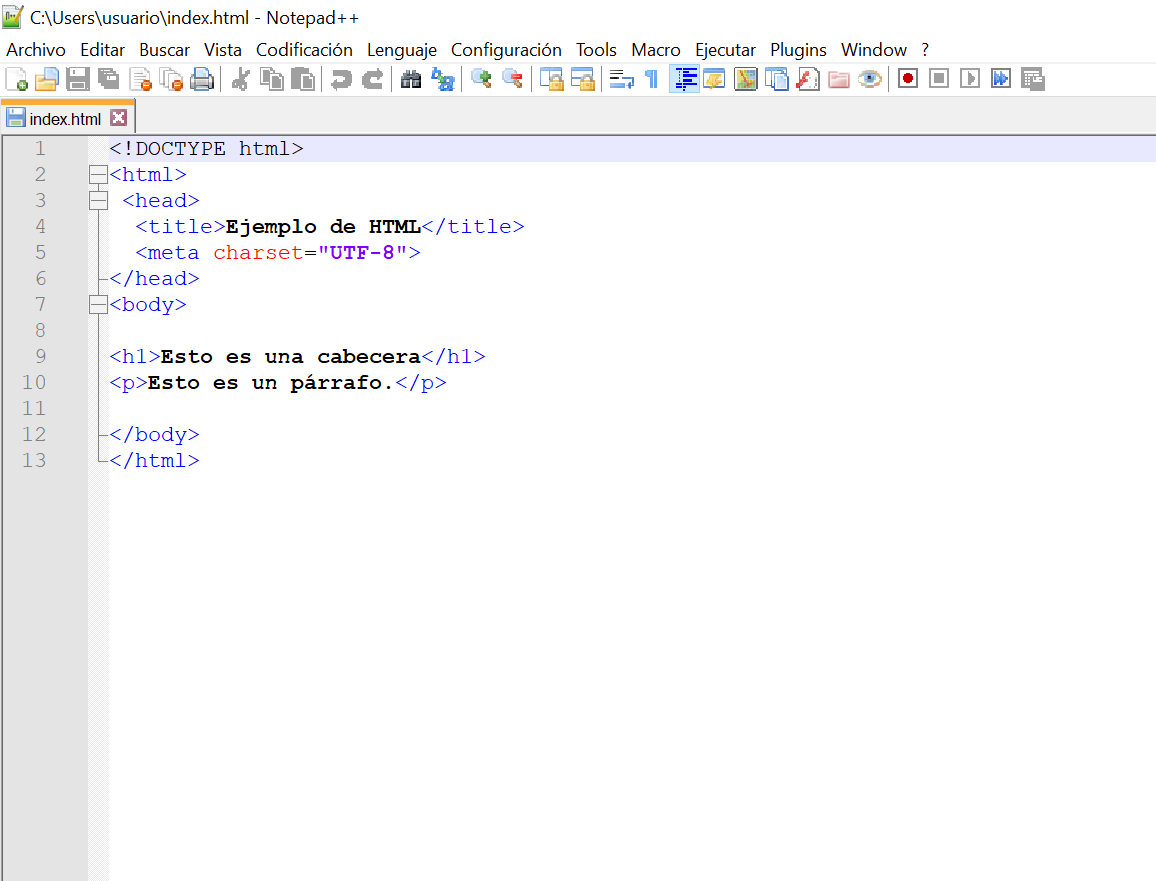 C:\Users\usuario\index.html - Notepad++
Archivo Editar Buscar Vista Codificación Lenguaje Configuración Tools Macro Ejecutar Plugins Window ?
index.html
1 <!DOCTYPE html>
2 <html>
3 <head>
4 <title>Ejemplo de HTML</title>
5 <meta charset="UTF-8">
6 </head>
7 <body>
8
9 <h1>Esto es una cabecera</h1>
10 <p>Esto es un párrafo.</p>
11
12 </body>
13 </html>